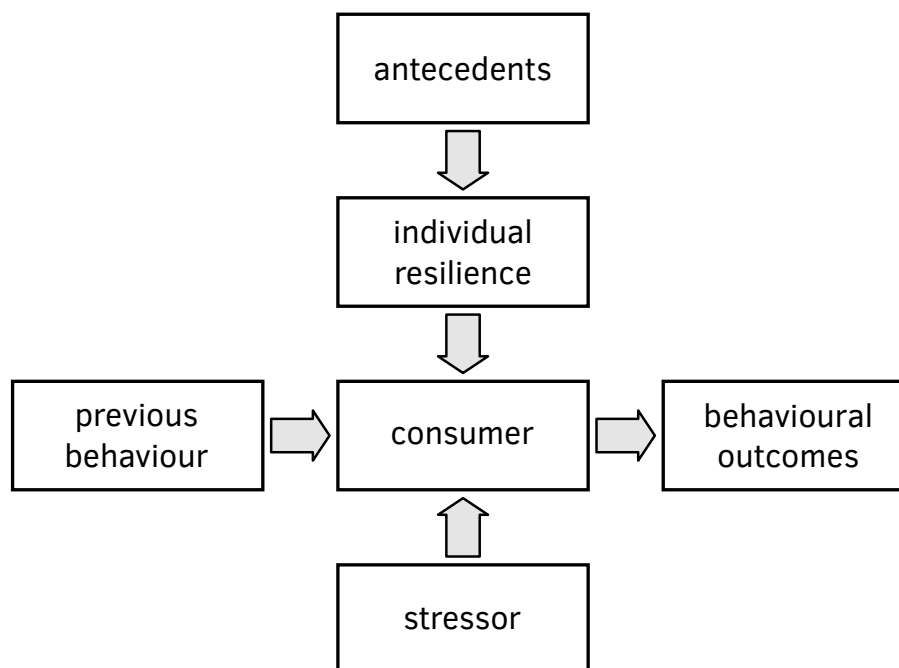 antecedents
individual
resilience
previous
behaviour
consumer
behavioural
outcomes
stressor